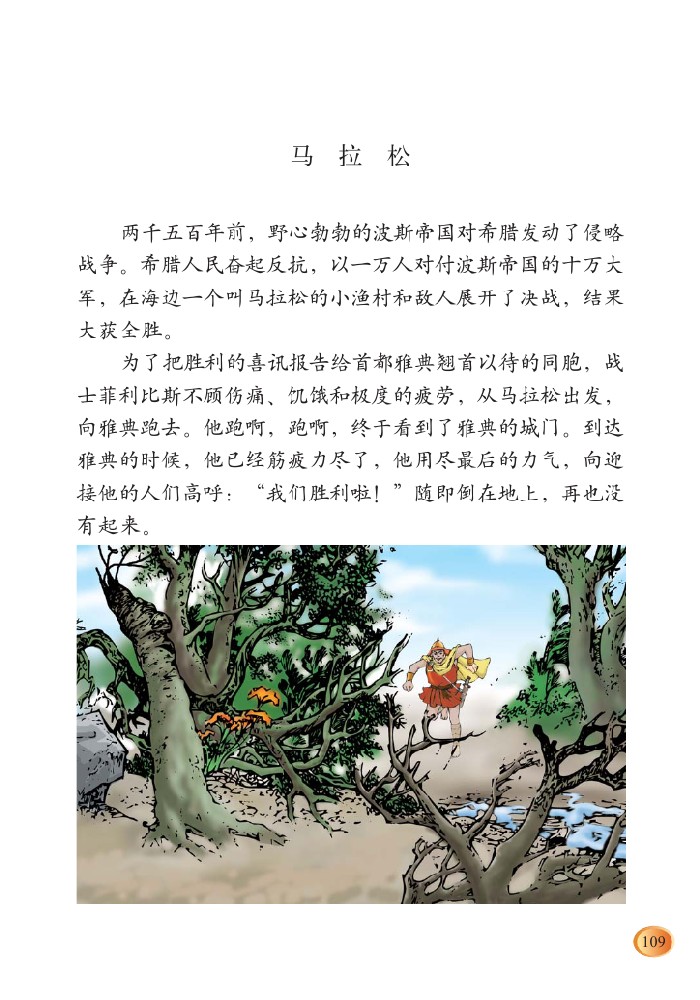 马 拉 松
两千五百年前，野心勃勃的波斯帝国对希腊发动了侵略
战争。希腊人民奋起反抗，以一万人对付波斯帝国的十万大
军，在海边一个叫马拉松的小渔村和敌人展开了决战，结果
大获全胜。
为了把胜利的喜讯报告给首都雅典翘首以待的同胞，战
士菲利比斯不顾伤痛、饥饿和极度的疲劳，从马拉松出发，
向雅典跑去。他跑啊，跑啊，终于看到了雅典的城门。到达
雅典的时候，他已经筋疲力尽了，他用尽最后的力气，向迎
接他的人们高呼：“我们胜利啦！”随即倒在地上，再也没
有起来。
109